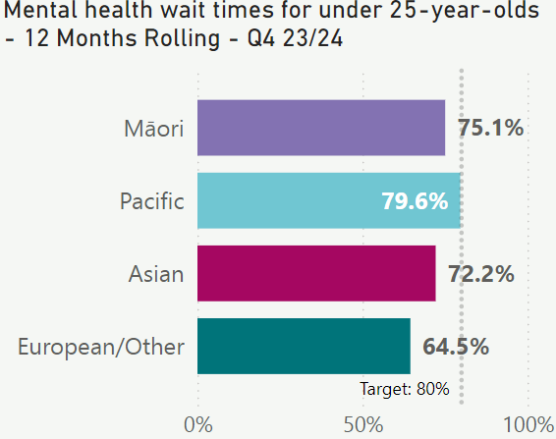 Mental health wait times for under 25-year-olds
- 12 Months Rolling - Q4 23/24
Māori 75.1%
Pacific 79.6%
Asian 72.2%
European/Other 64.5%
Target: 80%
0% 50% 100%